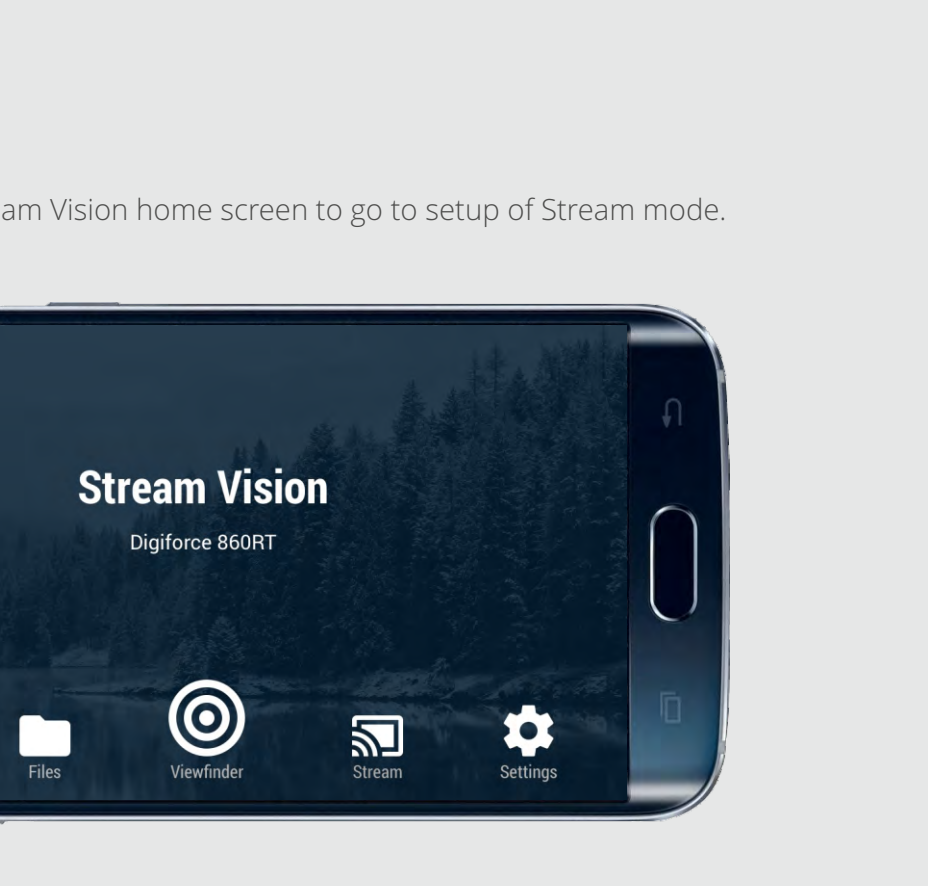 am Vision home screen to go to setup of Stream mode.
Stream Vision
Digiforce 860RT
Files
Viewfinder
Stream
Settings